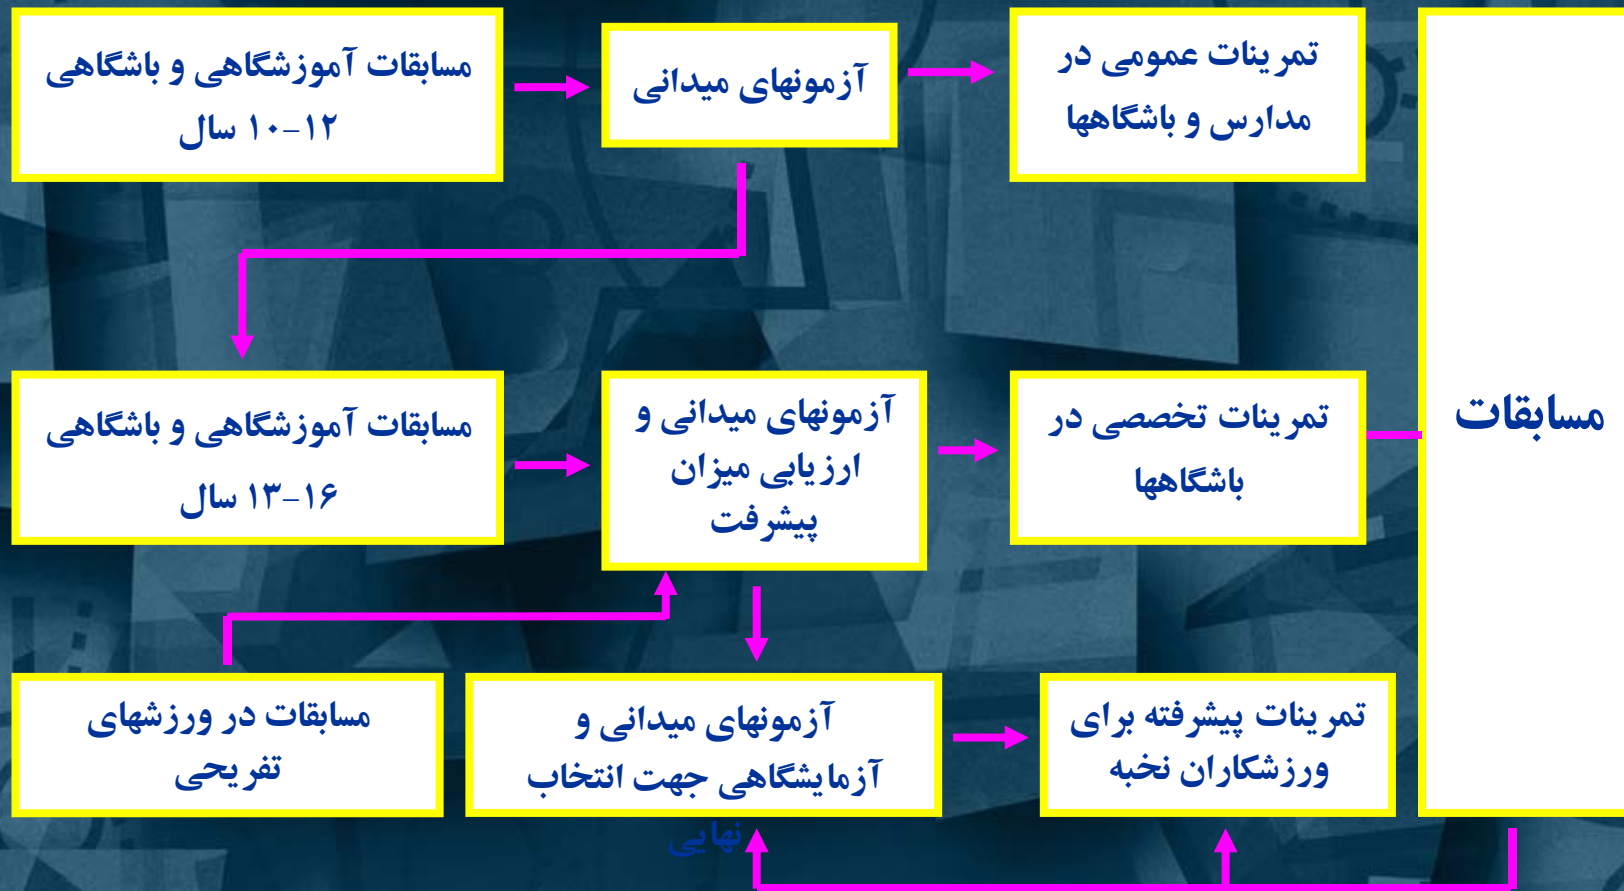 مسابقات آموزشگاهی و باشگاهی
۱۰-۱۲ سال
آزمونهای میدانی
تمرینات عمومی در
مدارس و باشگاهها
مسابقات آموزشگاهی و باشگاهی
۱۳-۱۶ سال
آزمونهای میدانی و
ارزیابی میزان
پیشرفت
تمرینات تخصصی در
باشگاهها
مسابقات
مسابقات در ورزشهای
تفریحی
آزمونهای میدانی و
آزمایشگاهی جهت انتخاب
نهایی
تمرینات پیشرفته برای
ورزشکاران نخبه